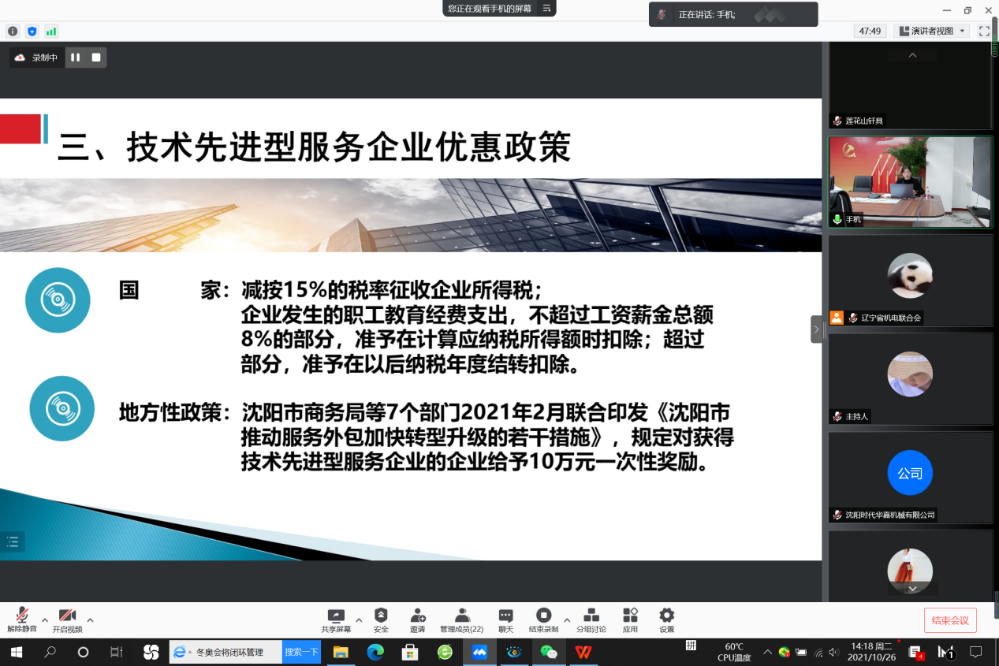 您正在观看手机的屏幕
正在讲话: 手机;
47:49
演讲者视图
录制中
三、技术先进型服务企业优惠政策
国 家：减按15%的税率征收企业所得税；
企业发生的职工教育经费支出，不超过工资薪金总额
8%的部分，准予在计算应纳税所得额时扣除；超过
部分，准予在以后纳税年度结转扣除。
地方性政策：沈阳市商务局等7个部门2021年2月联合印发《沈阳市
推动服务外包加快转型升级的若干措施》，规定对获得
技术先进型服务企业的企业给予10万元一次性奖励。
莲花山钎具
手机
辽宁省机电联合会
主持人
公司
沈阳时代华嘉机械有限公司
解除静音
开启视频
共享屏幕
安全
邀请
管理成员(22)
聊天
结束录制
分组讨论
应用
设置
结束会议
冬奥会将闭环管理
搜索一下
拼
60℃
CPU温度
14:18 周二
2021/10/26
4
1